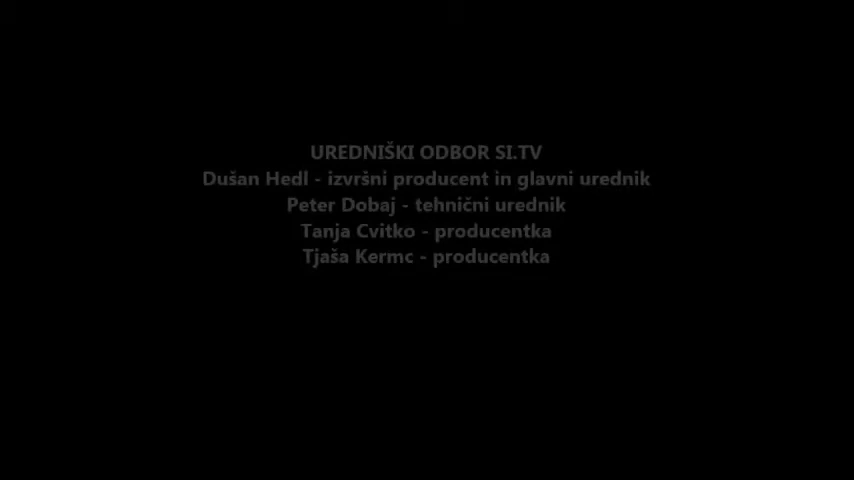 UREDNIŠKI ODBOR SI.TV
Dušan Hedl - izvršni producent in glavni urednik
Peter Dobaj - tehnični urednik
Tanja Cvitko - producentka
Tjaša Kermc - producentka